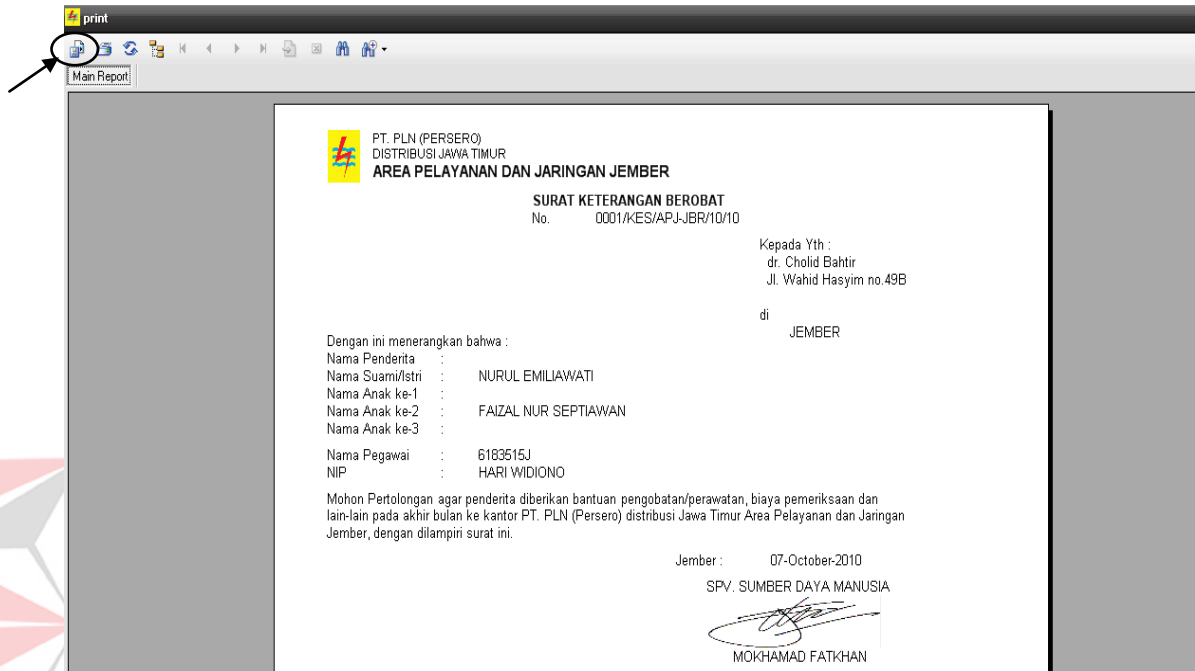 print
Main Report
PT. PLN (PERSERO)
DISTRIBUSI JAWA TIMUR
AREA PELAYANAN DAN JARINGAN JEMBER
SURAT KETERANGAN BEROBAT
No. 0001/KES/APJ-JBR/10/10
Kepada Yth :
dr. Cholid Bahtir
Jl. Wahid Hasyim no.49B
di
JEMBER
Dengan ini menerangkan bahwa :
Nama Penderita :
Nama Suami/Istri : NURUL EMILIAWATI
Nama Anak ke-1 :
Nama Anak ke-2 : FAIZAL NUR SEPTIAWAN
Nama Anak ke-3 :
Nama Pegawai : 6183515J
NIP : HARI WIDIONO
Mohon Pertolongan agar penderita diberikan bantuan pengobatan/perawatan, biaya pemeriksaan dan
lain-lain pada akhir bulan ke kantor PT. PLN (Persero) distribusi Jawa Timur Area Pelayanan dan Jaringan
Jember, dengan dilampiri surat ini.
Jember : 07-October-2010
SPV. SUMBER DAYA MANUSIA
MOKHAMAD FATKHAN